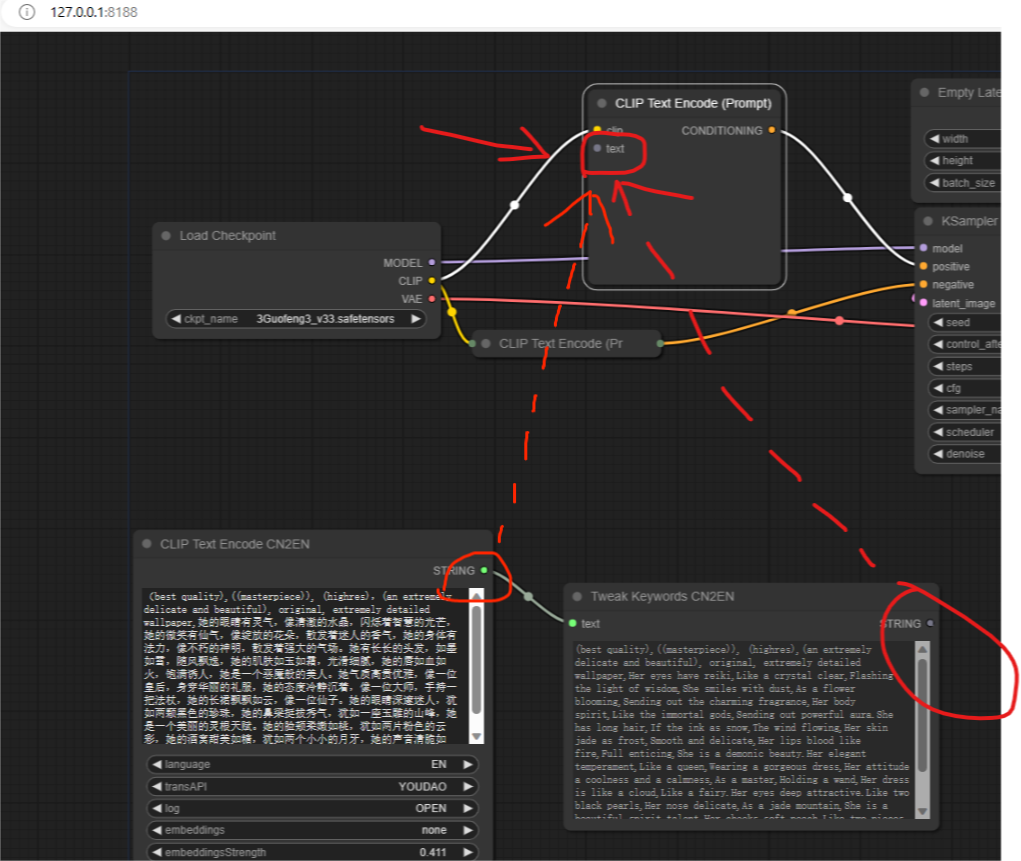 127.0.0.1:8188
CLIP Text Encode (Prompt)
clip
CONDITIONING
text
Empty Late
width
height
batch_size
Load Checkpoint
MODEL
CLIP
VAE
ckpt_name 3Guofeng3_v33.safetensors
CLIP Text Encode (Pr
KSampler
model
positive
negative
latent_image
seed
control_afte
steps
cfg
sampler_na
scheduler
denoise
CLIP Text Encode CN2EN
STRING
(best quality),((masterpiece)), (highres), (an extremely
delicate and beautiful), original, extremely detailed
wallpaper,她的眼睛有灵气，像清澈的水晶，闪烁着智慧的光芒，
她的微笑有仙气，像绽放的花朵，散发着迷人的香气，她的身体有
法力，像不朽的神明，散发着强大的气场。她有长长的头发，如墨
如雪，随风飘逸，她的肌肤如玉如霜，光滑细腻，她的唇如血如
火，饱满诱人，她是一个恶魔般的美人。她气质高贵优雅，像一位
皇后，身穿华丽的礼服，她的态度冷静沉着，像一位大师，手持一
把法杖，她的长裙飘飘如云，像一位仙子。她的眼睛深邃迷人，犹
如两颗黑色的珍珠，她的鼻梁挺拔秀气，犹如一座玉雕的山峰，她
是一个美丽的灵根天赋。她的脸颊柔嫩如桃，犹如两片粉色的云
彩，她的酒窝甜美如糖，犹如两个小小的月牙，她的声音清脆如
language EN
transAPI YOUDAO
log OPEN
embeddings none
embeddingsStrength 0.411
Tweak Keywords CN2EN
text
STRING
(best quality),((masterpiece)), (highres),(an extremely
delicate and beautiful), original, extremely detailed
wallpaper,Her eyes have reiki,Like a crystal clear,Flashing
the light of wisdom,She smiles with dust,As a flower
blooming,Sending out the charming fragrance,Her body
spirit,Like the immortal gods,Sending out powerful aura.She
has long hair,If the ink as snow,The wind flowing,Her skin
jade as frost,Smooth and delicate,Her lips blood like
fire,Full enticing,She is a demonic beauty.Her elegant
temperament,Like a queen,Wearing a gorgeous dress,Her attitude
a coolness and a calmness,As a master,Holding a wand,Her dress
is like a cloud,Like a fairy.Her eyes deep attractive.Like two
black pearls,Her nose delicate,As a jade mountain,She is a
beautiful spirit talent.Her cheeks soft peach,Like two pieces